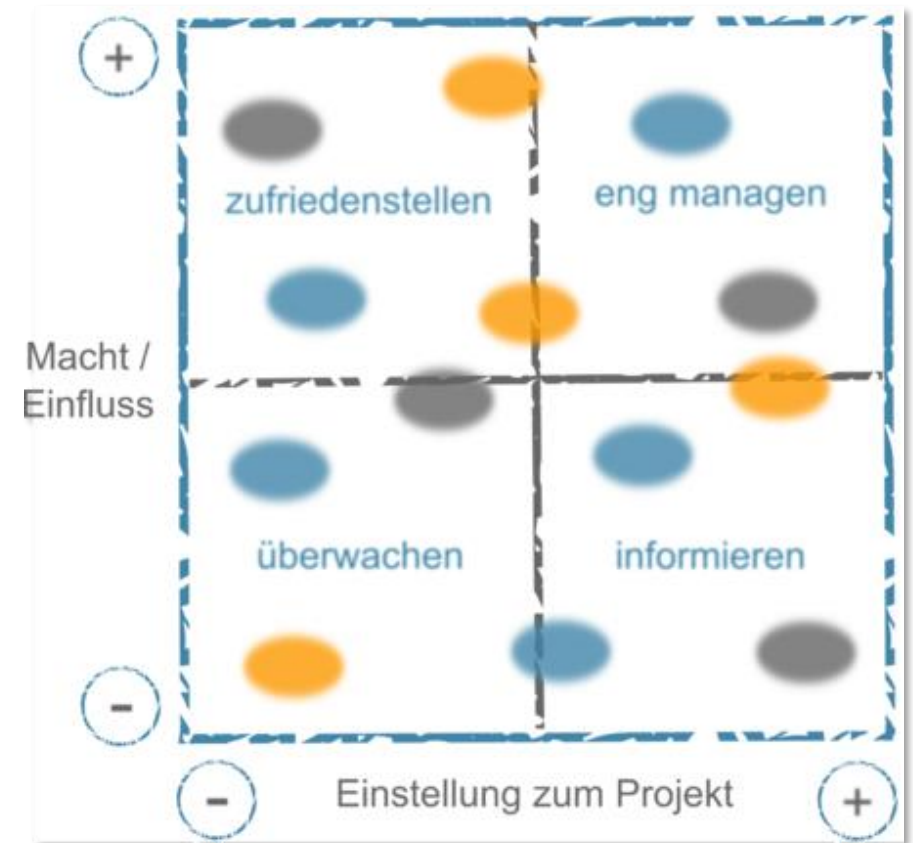 +
zufriedenstellen
eng managen
Macht /
Einfluss
überwachen
informieren
-
-
Einstellung zum Projekt
+